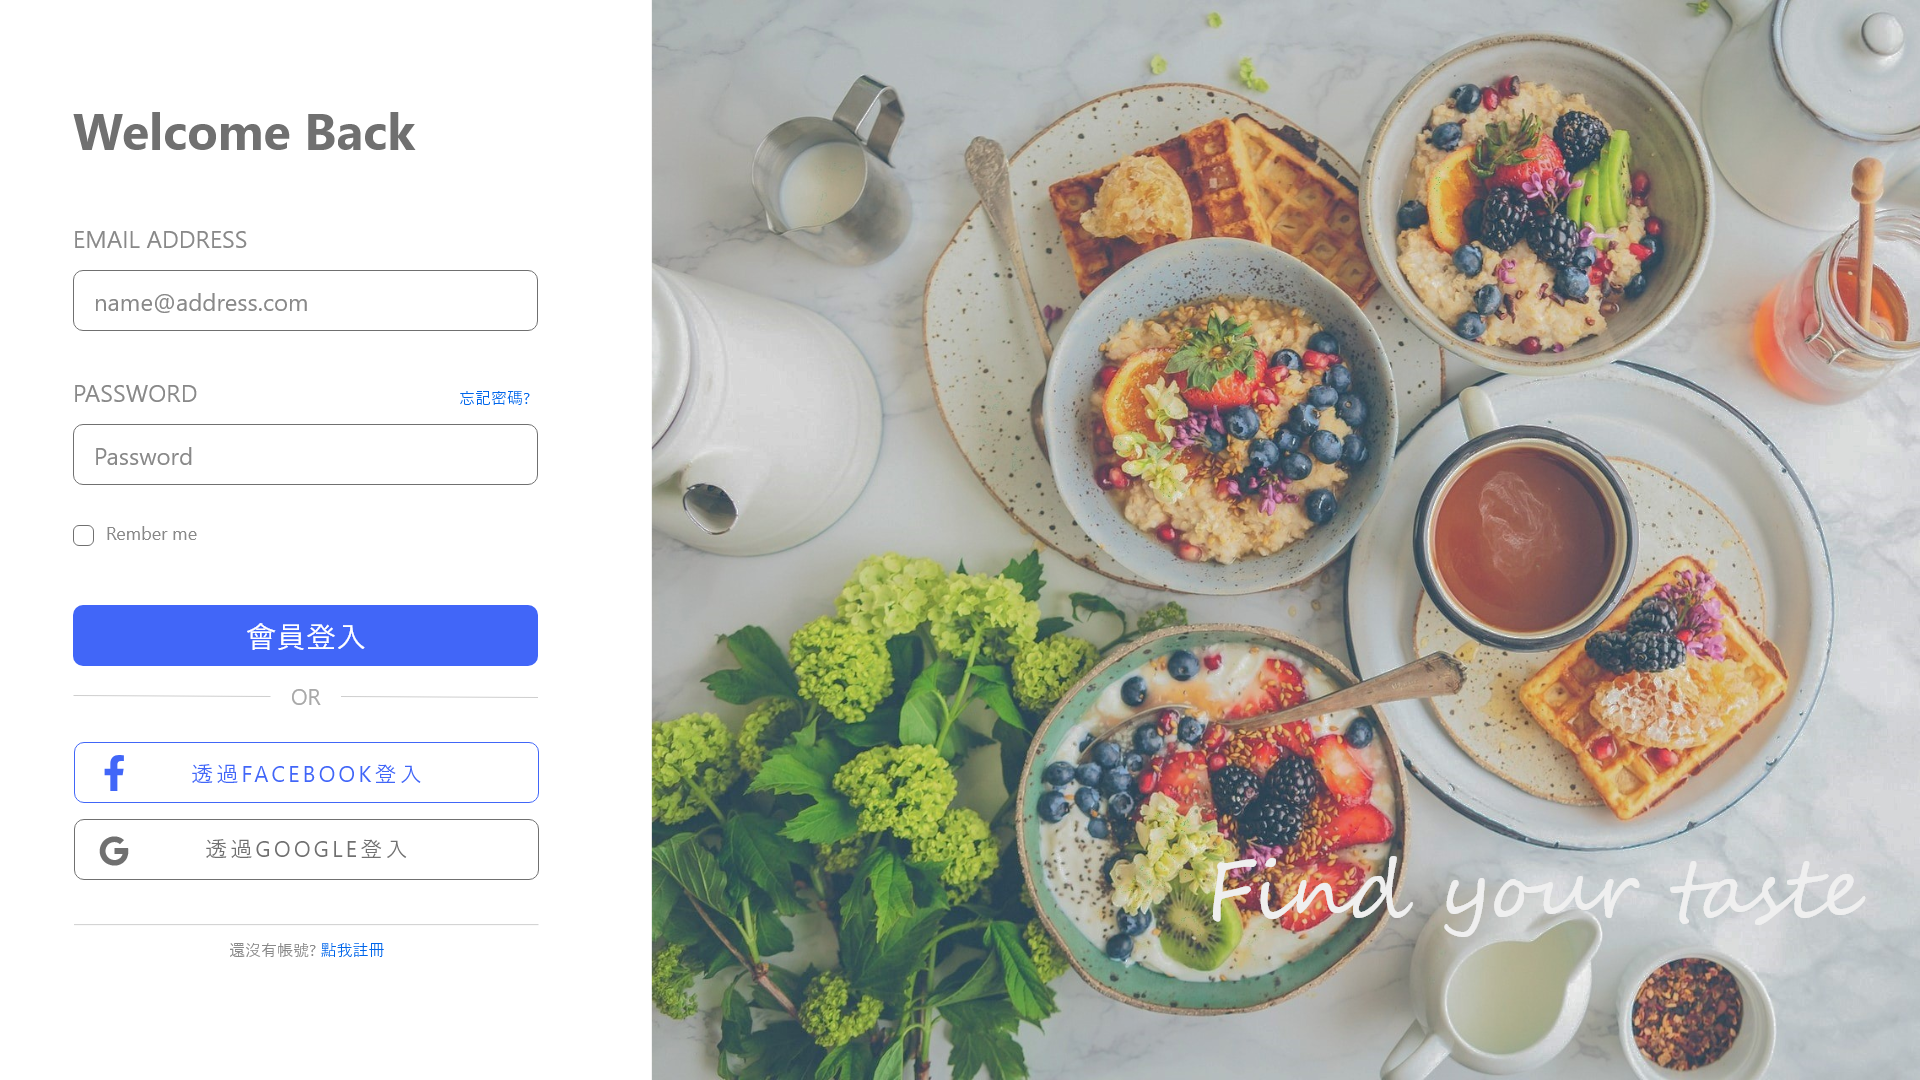 Welcome Back
EMAIL ADDRESS
name@address.com
PASSWORD 忘記密碼?
Password
Rember me
會員登入
OR
透過FACEBOOK登入
透過GOOGLE登入
還沒有帳號? 點我註冊
Find your taste